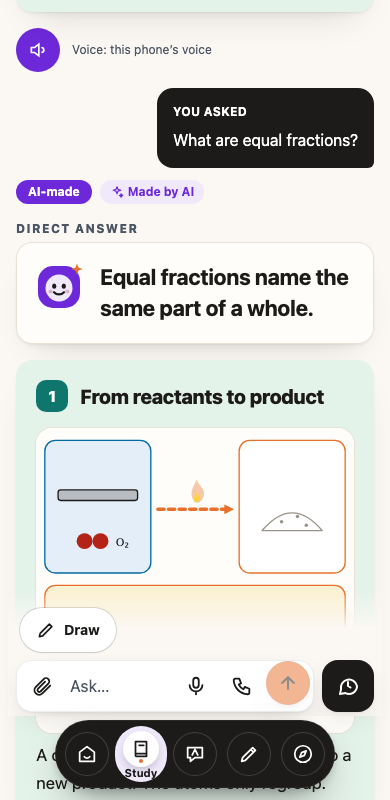 Voice: this phone's voice
YOU ASKED
What are equal fractions?
AI-made
Made by AI
DIRECT ANSWER
Equal fractions name the
same part of a whole.
1
From reactants to product
O₂
Draw
Ask...
Study
A
a
new